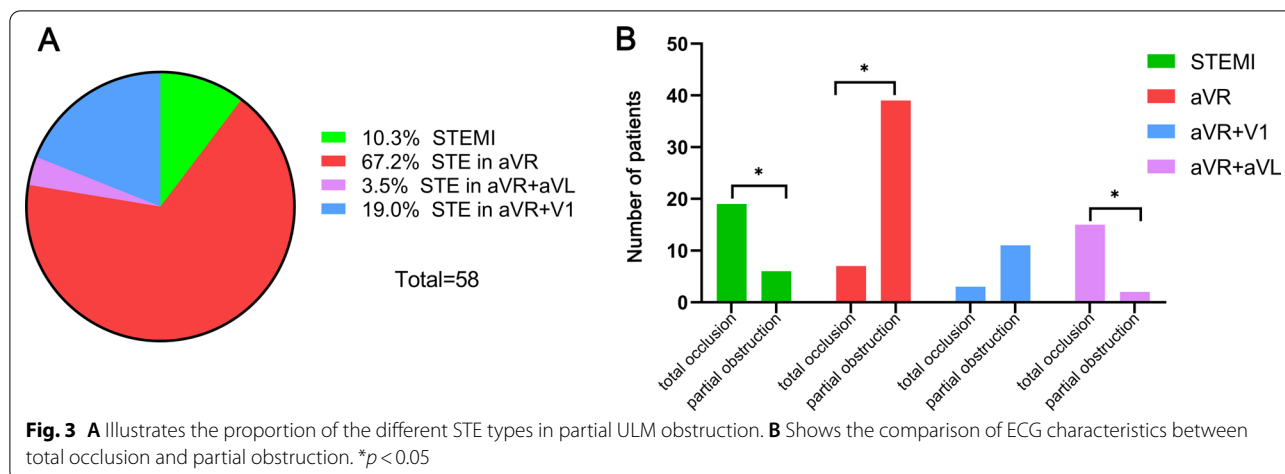 A
10.3% STEMI
67.2% STE in aVR
3.5% STE in aVR+aVL
19.0% STE in aVR+V1
Total=58
B
Number of patients
50
40
30
20
10
0
*
*
*
total occlusion
partial obstruction
total occlusion
partial obstruction
total occlusion
partial obstruction
total occlusion
partial obstruction
STEMI
aVR
aVR+V1
aVR+aVL
Fig. 3 A Illustrates the proportion of the different STE types in partial ULM obstruction. B Shows the comparison of ECG characteristics between
total occlusion and partial obstruction. *p < 0.05